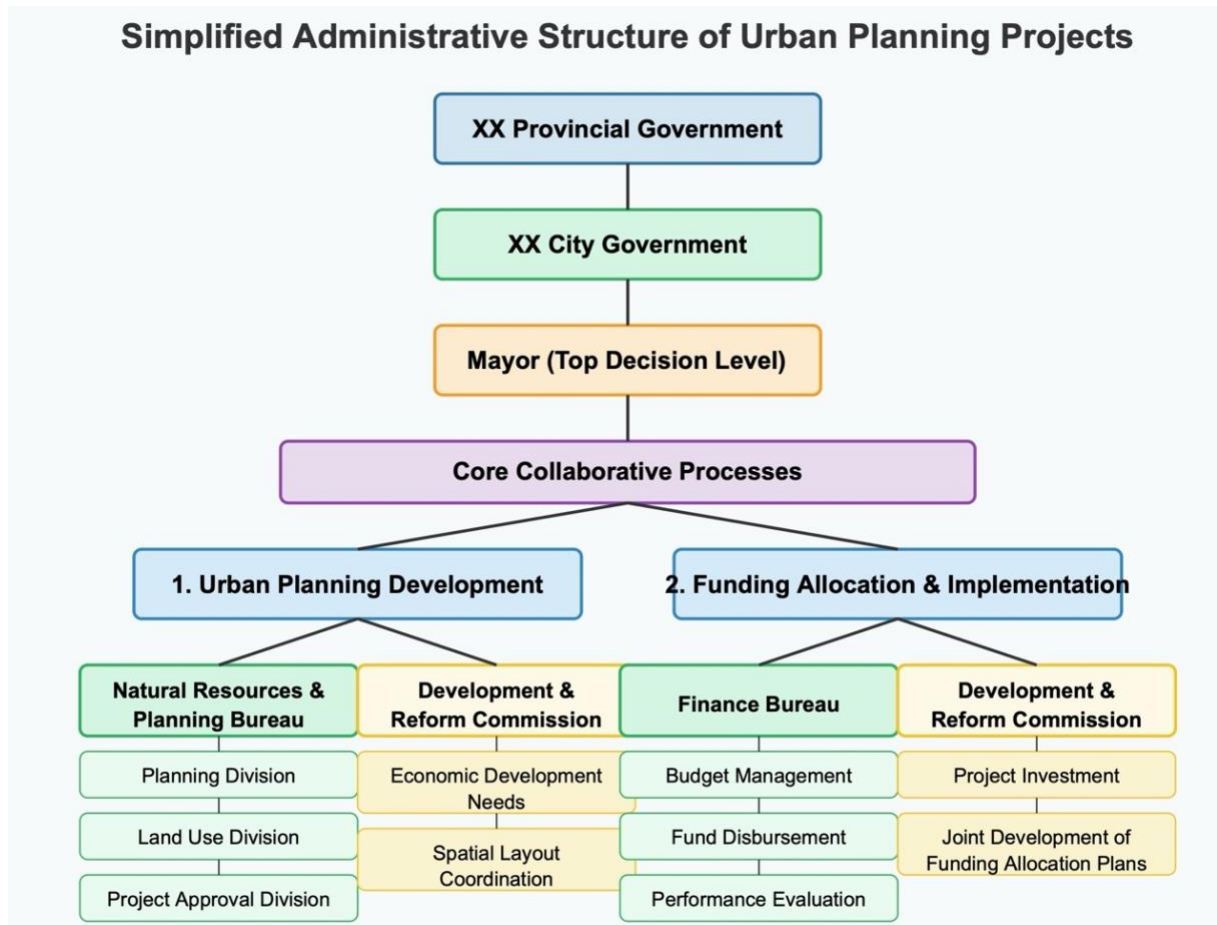 Simplified Administrative Structure of Urban Planning Projects
XX Provincial Government
XX City Government
Mayor (Top Decision Level)
Core Collaborative Processes
1. Urban Planning Development
2. Funding Allocation & Implementation
Natural Resources &
Planning Bureau
Planning Division
Land Use Division
Project Approval Division
Development &
Reform Commission
Economic Development
Needs
Spatial Layout
Coordination
Finance Bureau
Budget Management
Fund Disbursement
Performance Evaluation
Development &
Reform Commission
Project Investment
Joint Development of
Funding Allocation Plans